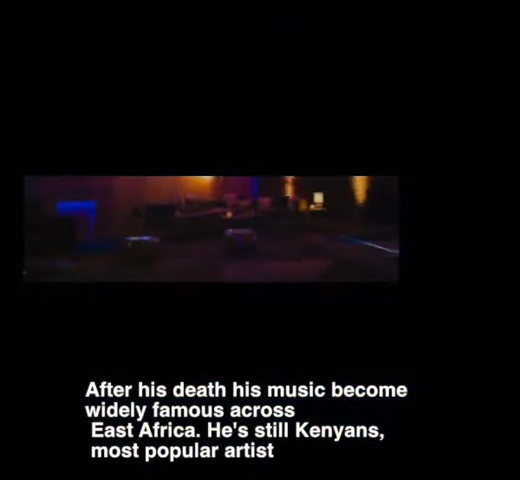 After his death his music become
widely famous across
East Africa. He's still Kenyans,
most popular artist